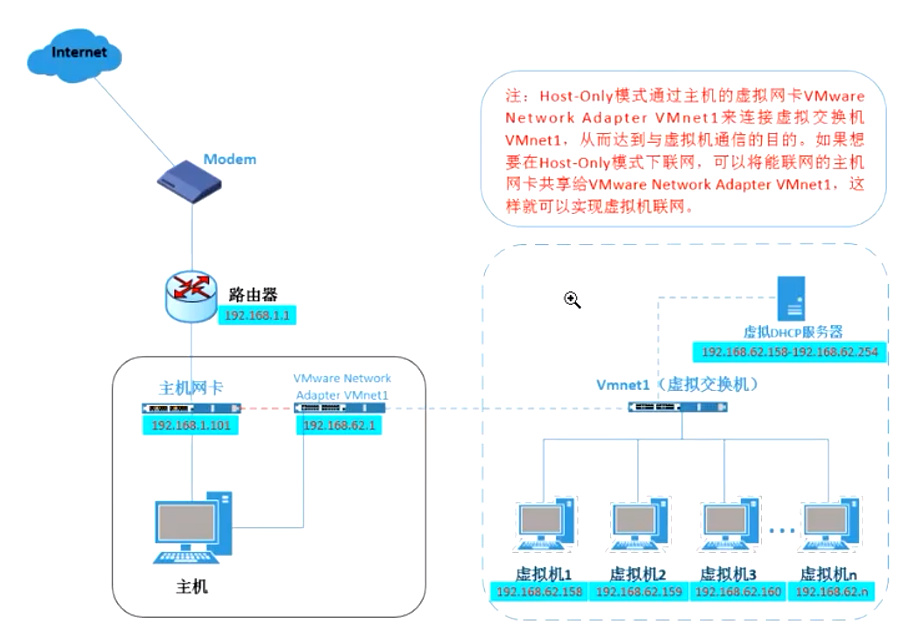 Internet
Modem
注：Host-Only模式通过主机的虚拟网卡VMware
Network Adapter VMnet1来连接虚拟交换机
VMnet1，从而达到与虚拟机通信的目的。如果想
要在Host-Only模式下联网，可以将能联网的主机
网卡共享给VMware Network Adapter VMnet1，这
样就可以实现虚拟机联网。
路由器
192.168.1.1
虚拟DHCP服务器
192.168.62.158-192.168.62.254
主机网卡
192.168.1.101
VMware Network
Adapter VMnet1
192.168.62.1
Vmnet1（虚拟交换机）
主机
虚拟机1
192.168.62.158
虚拟机2
192.168.62.159
虚拟机3
192.168.62.160
虚拟机n
192.168.62.n